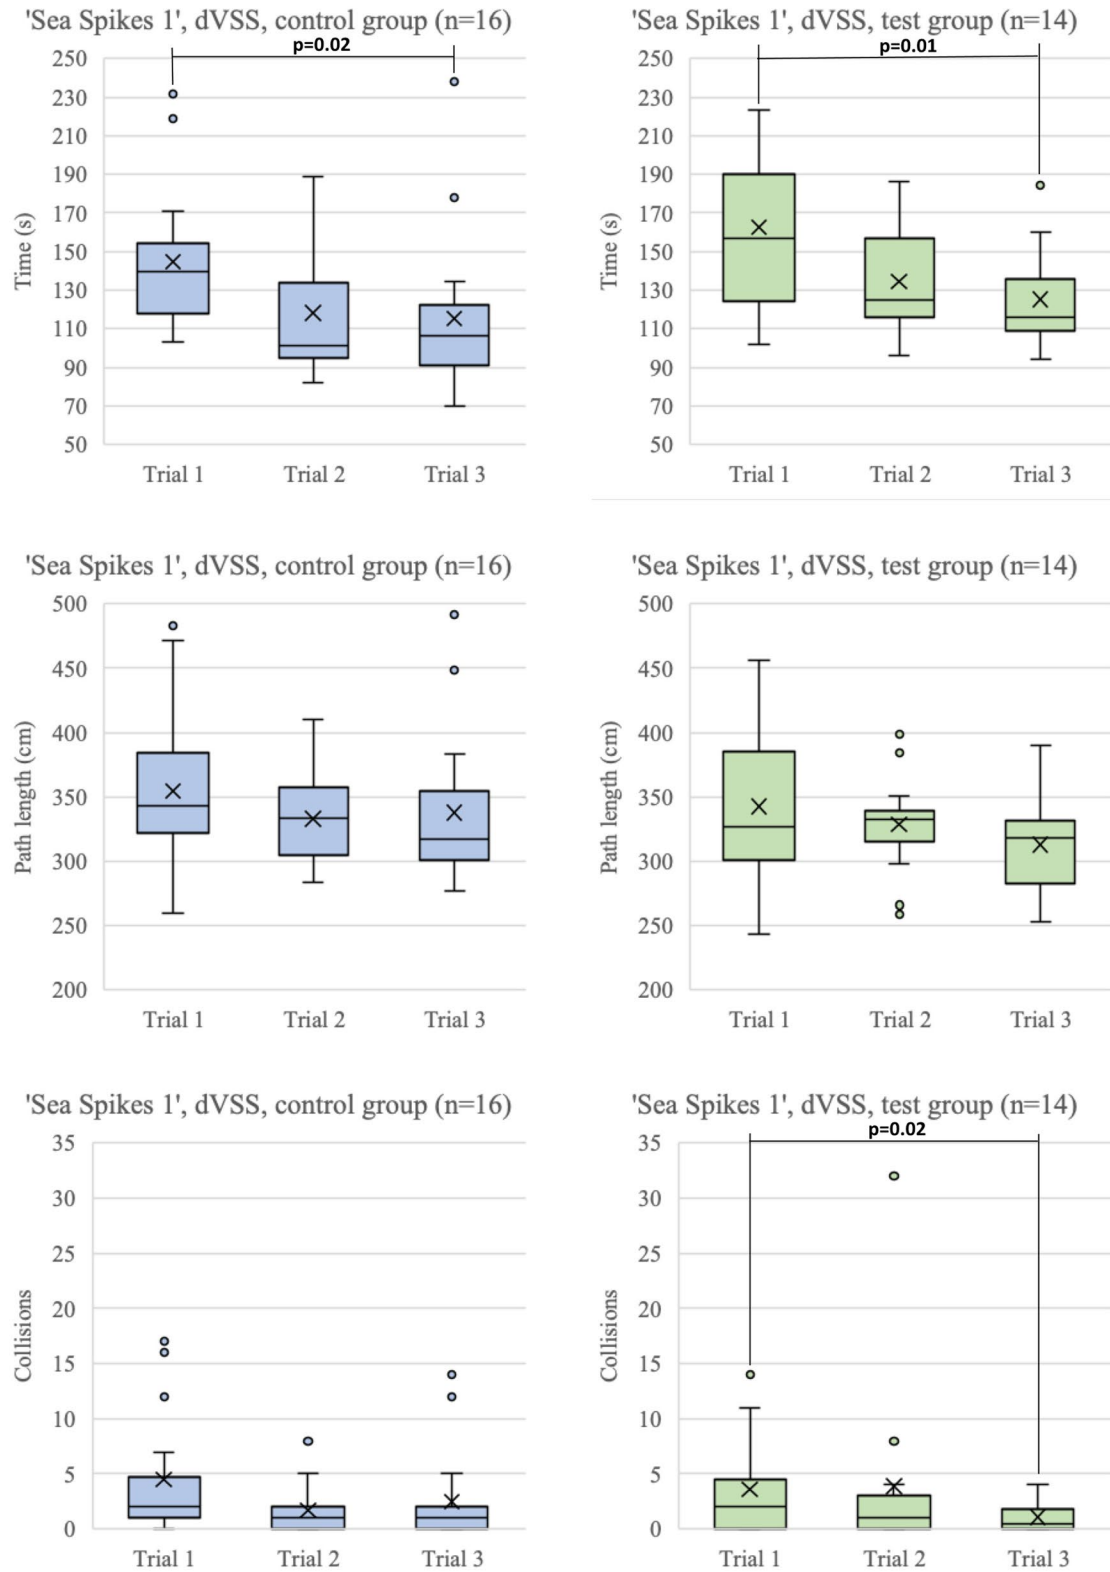 'Sea Spikes 1', dVSS, control group (n=16)
p=0.02
250
230
210
190
170
150
130
110
90
70
50
Time (s)
Trial 1 Trial 2 Trial 3
'Sea Spikes 1', dVSS, test group (n=14)
p=0.01
250
230
210
190
170
150
130
110
90
70
50
Time (s)
Trial 1 Trial 2 Trial 3
'Sea Spikes 1', dVSS, control group (n=16)
500
450
400
350
300
250
200
Path length (cm)
Trial 1 Trial 2 Trial 3
'Sea Spikes 1', dVSS, test group (n=14)
500
450
400
350
300
250
200
Path length (cm)
Trial 1 Trial 2 Trial 3
'Sea Spikes 1', dVSS, control group (n=16)
35
30
25
20
15
10
5
0
Collisions
Trial 1 Trial 2 Trial 3
'Sea Spikes 1', dVSS, test group (n=14)
p=0.02
35
30
25
20
15
10
5
0
Collisions
Trial 1 Trial 2 Trial 3